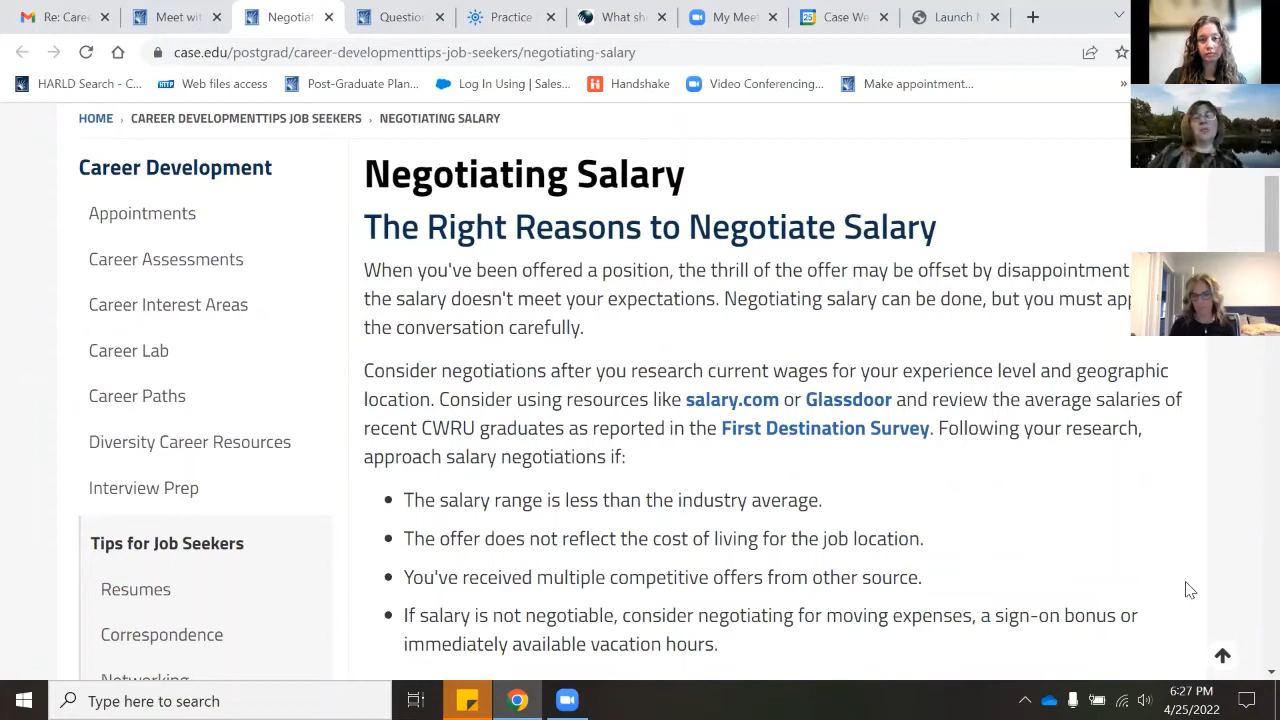 Re: Caree
Meet wit
Negotiat
Questio
Practice
What sh
My Mee
Case We
Launch
case.edu/postgrad/career-developmenttips-job-seekers/negotiating-salary
HARLD Search - C...
Web files access
Post-Graduate Plan...
Log In Using | Sales...
Handshake
Video Conferencing...
Make appointment...
»
HOME › CAREER DEVELOPMENTTIPS JOB SEEKERS › NEGOTIATING SALARY
Career Development
Appointments
Career Assessments
Career Interest Areas
Career Lab
Career Paths
Diversity Career Resources
Interview Prep
Tips for Job Seekers
Resumes
Correspondence
Networking
Negotiating Salary
The Right Reasons to Negotiate Salary
When you've been offered a position, the thrill of the offer may be offset by disappointment
the salary doesn't meet your expectations. Negotiating salary can be done, but you must app
the conversation carefully.
Consider negotiations after you research current wages for your experience level and geographic
location. Consider using resources like salary.com or Glassdoor and review the average salaries of
recent CWRU graduates as reported in the First Destination Survey. Following your research,
approach salary negotiations if:
• The salary range is less than the industry average.
• The offer does not reflect the cost of living for the job location.
• You've received multiple competitive offers from other source.
• If salary is not negotiable, consider negotiating for moving expenses, a sign-on bonus or
immediately available vacation hours.
Type here to search
6:27 PM
4/25/2022